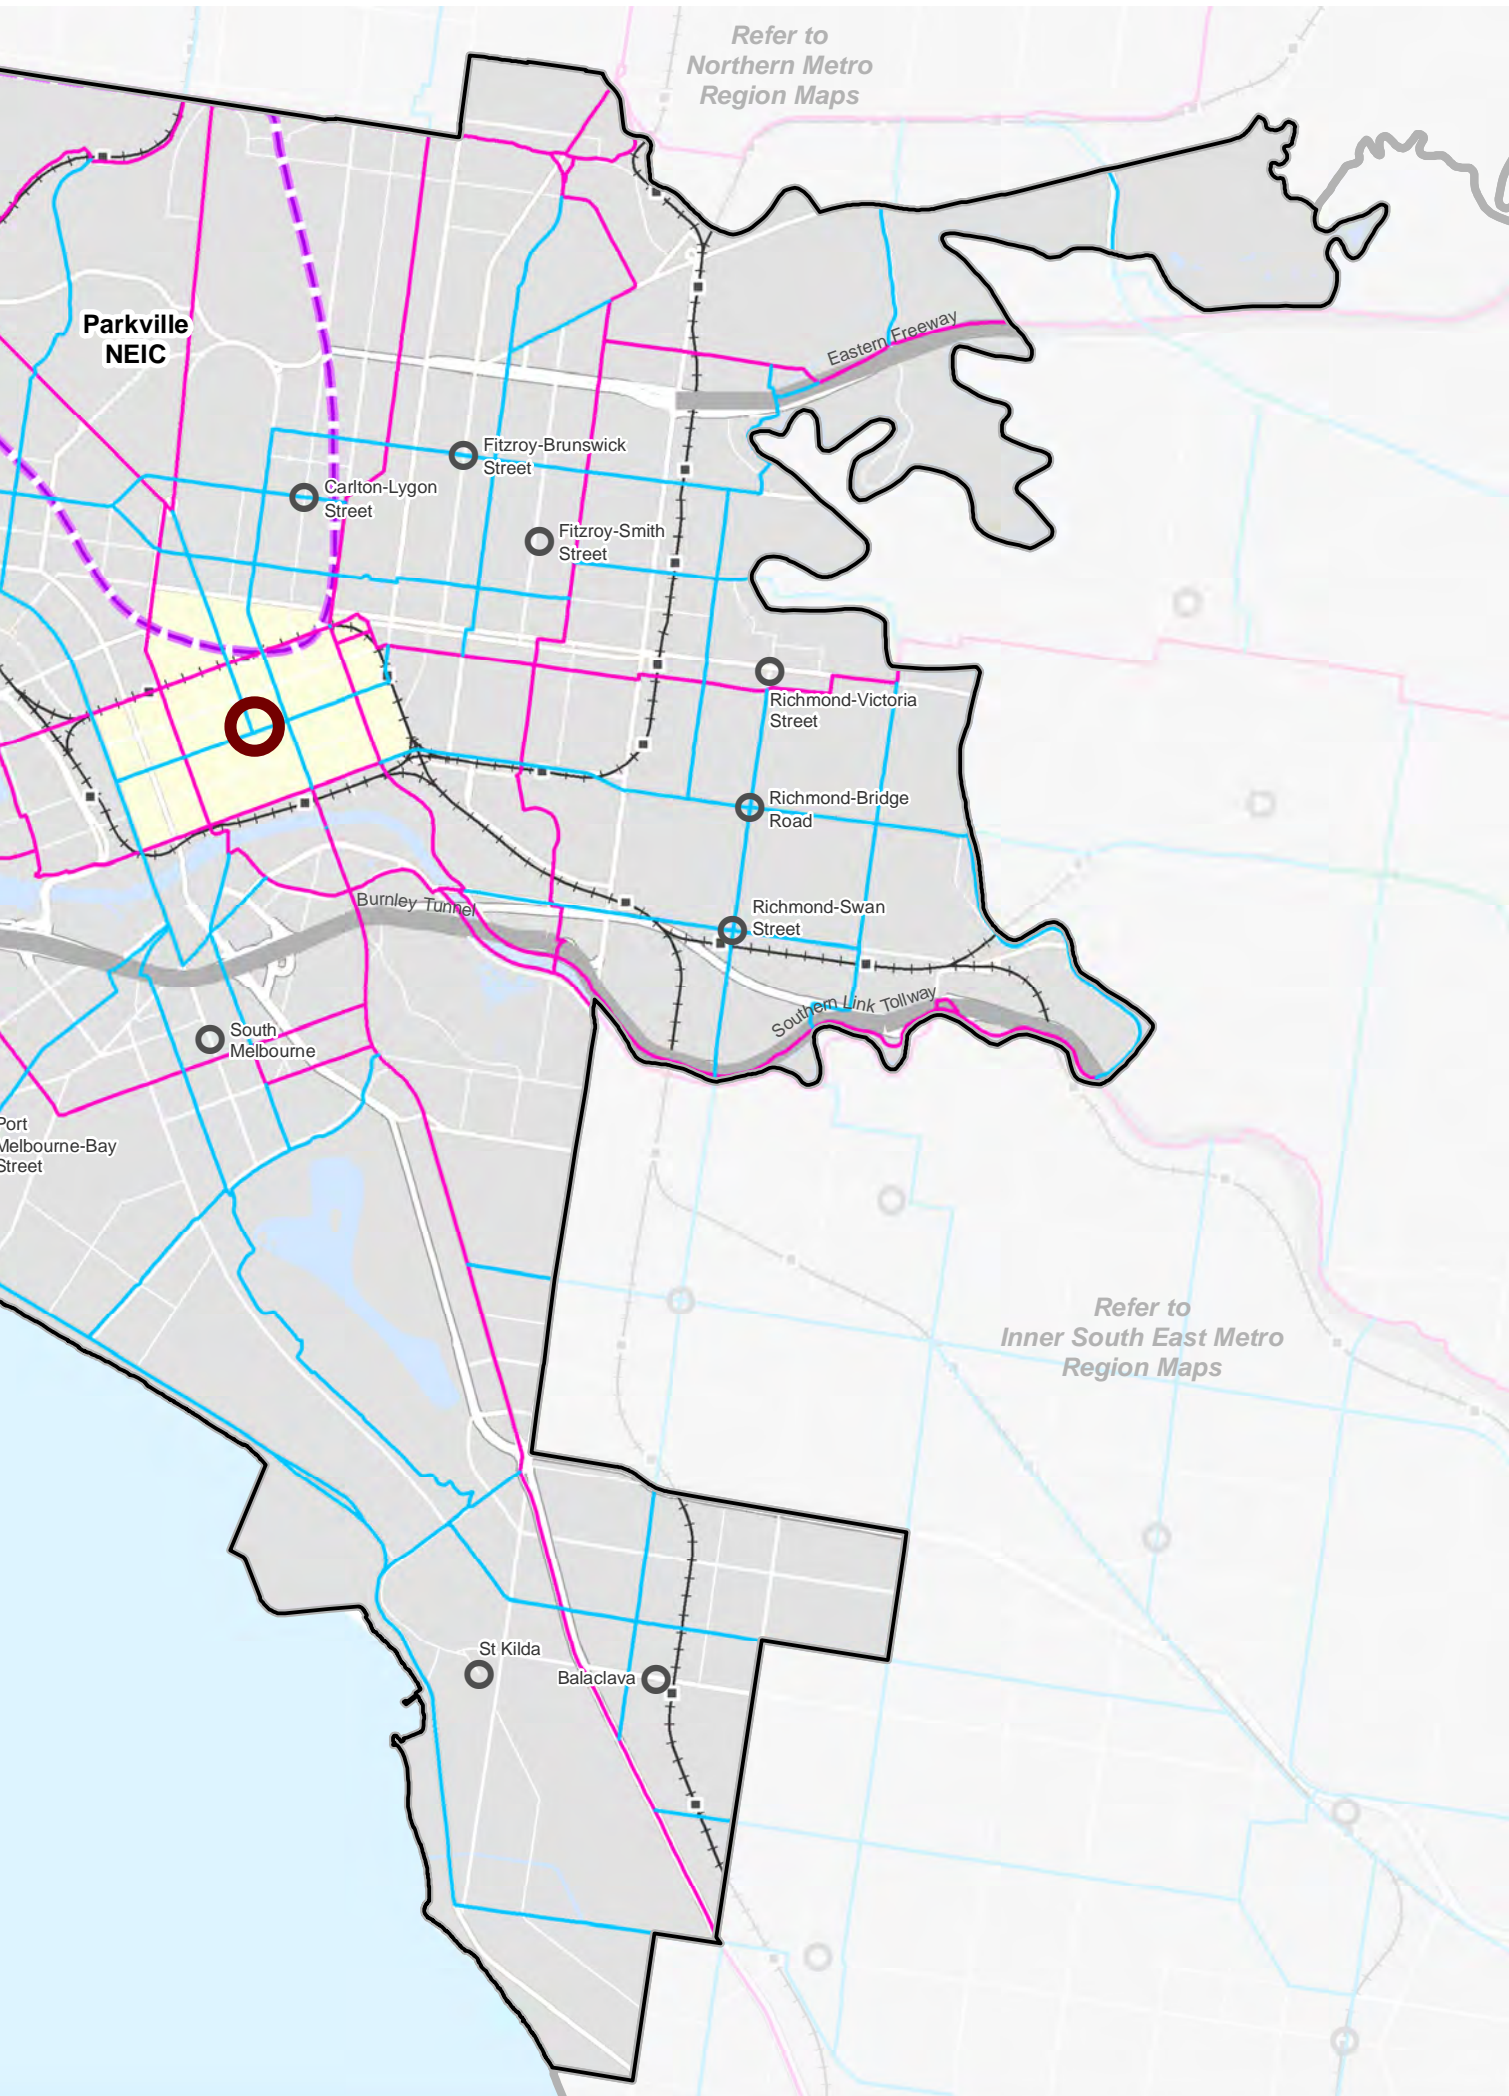 Refer to
Northern Metro
Region Maps
Parkville
NEIC
Eastern Freeway
Fitzroy-Brunswick
Street
Carlton-Lygon
Street
Fitzroy-Smith
Street
Richmond-Victoria
Street
Richmond-Bridge
Road
Burnley Tunnel
Richmond-Swan
Street
Southern Link Tollway
South
Melbourne
Port
Melbourne-Bay
Street
Refer to
Inner South East Metro
Region Maps
St Kilda
Balaclava